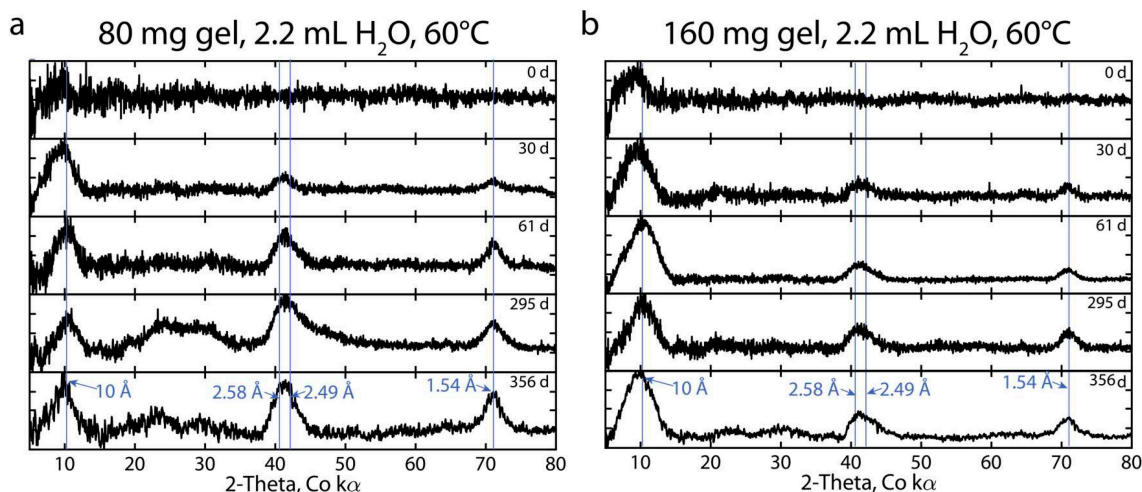 a
80 mg gel, 2.2 mL H₂O, 60°C
0 d
30 d
61 d
295 d
356 d
10 Å
2.58 Å
2.49 Å
1.54 Å
10 20 30 40 50 60 70 80
2-Theta, Co kα
b
160 mg gel, 2.2 mL H₂O, 60°C
0 d
30 d
61 d
295 d
356 d
10 Å
2.58 Å
2.49 Å
1.54 Å
10 20 30 40 50 60 70 80
2-Theta, Co kα